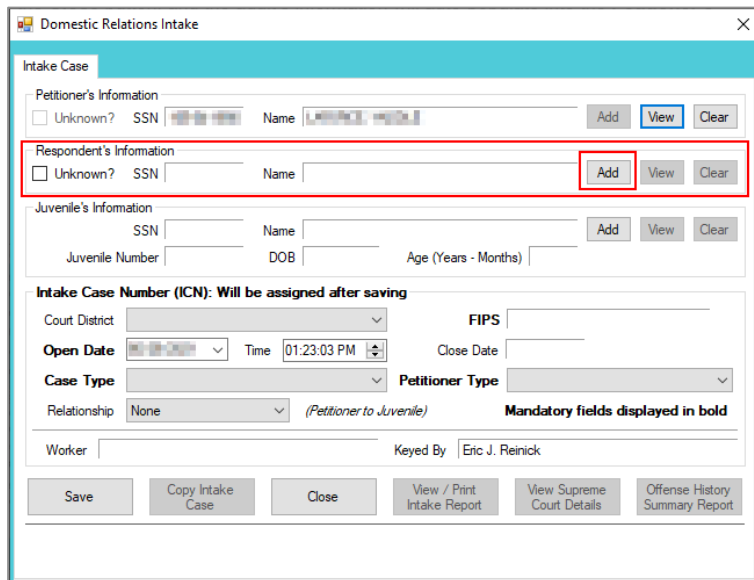 Domestic Relations Intake
Intake Case
Petitioner's Information
Unknown? SSN Name Add View Clear
Respondent's Information
Unknown? SSN Name Add View Clear
Juvenile's Information
SSN Name Add View Clear
Juvenile Number DOB Age (Years - Months)
Intake Case Number (ICN): Will be assigned after saving
Court District FIPS
Open Date Time 01:23:03 PM Close Date
Case Type Petitioner Type
Relationship None (Petitioner to Juvenile) Mandatory fields displayed in bold
Worker Keyed By Eric J. Reinick
Save Copy Intake Case Close View / Print Intake Report View Supreme Court Details Offense History Summary Report